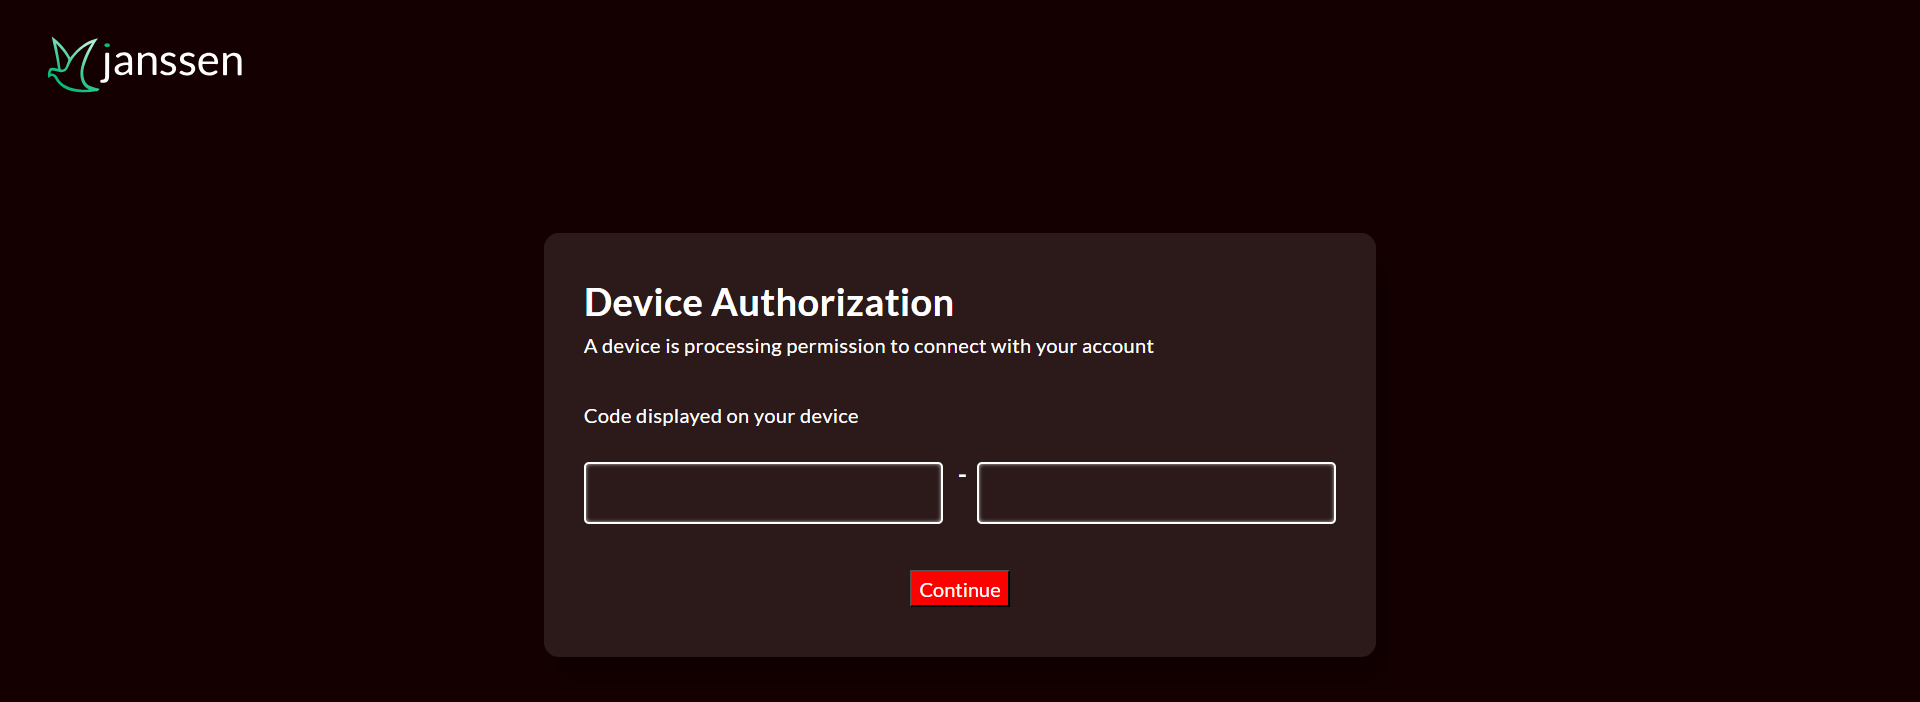 janssen
Device Authorization
A device is processing permission to connect with your account
Code displayed on your device
-
Continue